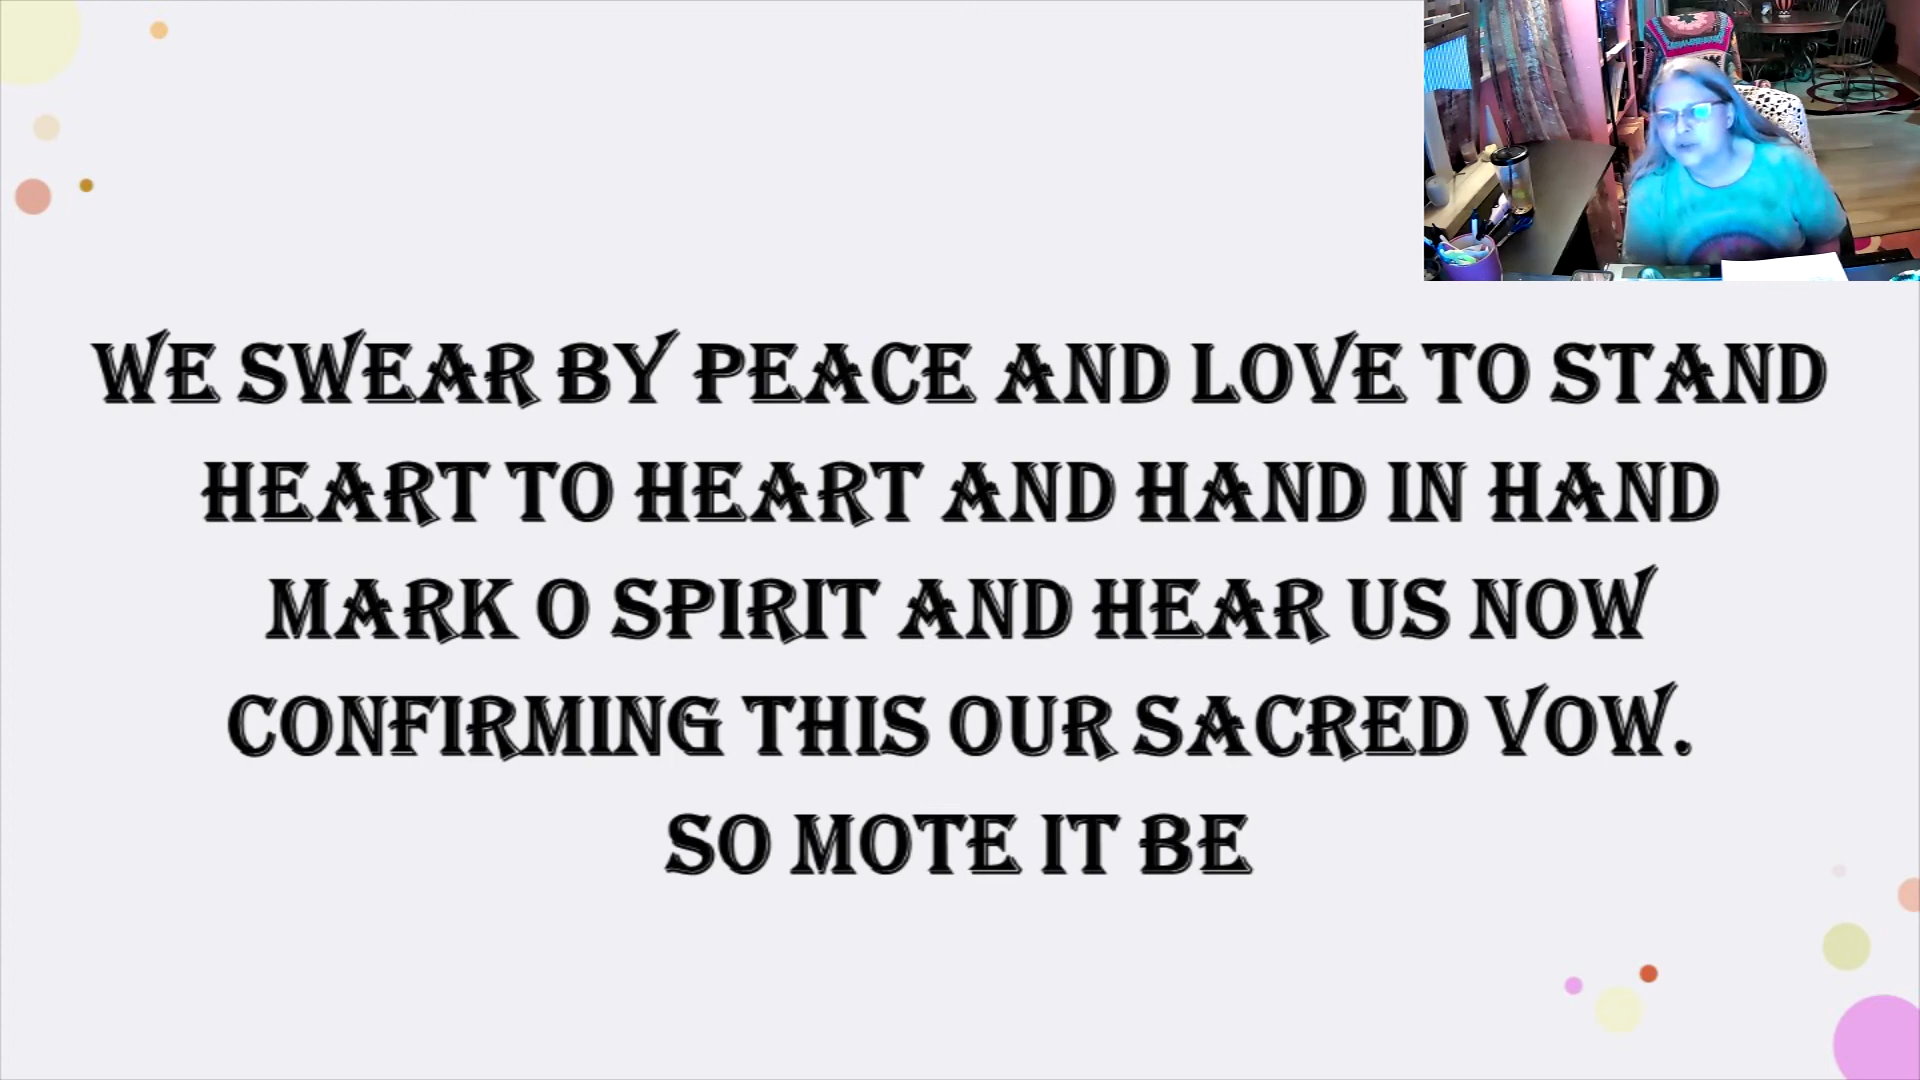 WE SWEAR BY PEACE AND LOVE TO STAND
HEART TO HEART AND HAND IN HAND
MARK O SPIRIT AND HEAR US NOW
CONFIRMING THIS OUR SACRED VOW.
SO MOTE IT BE